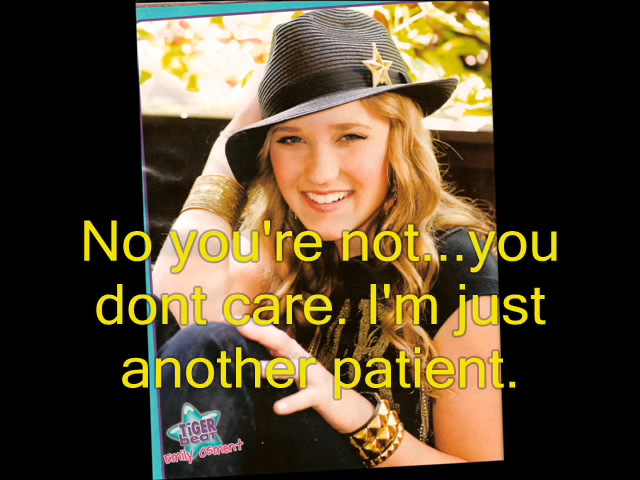 No you're not...you
dont care. I'm just
another patient.
TiGER
beat
Emily Osment